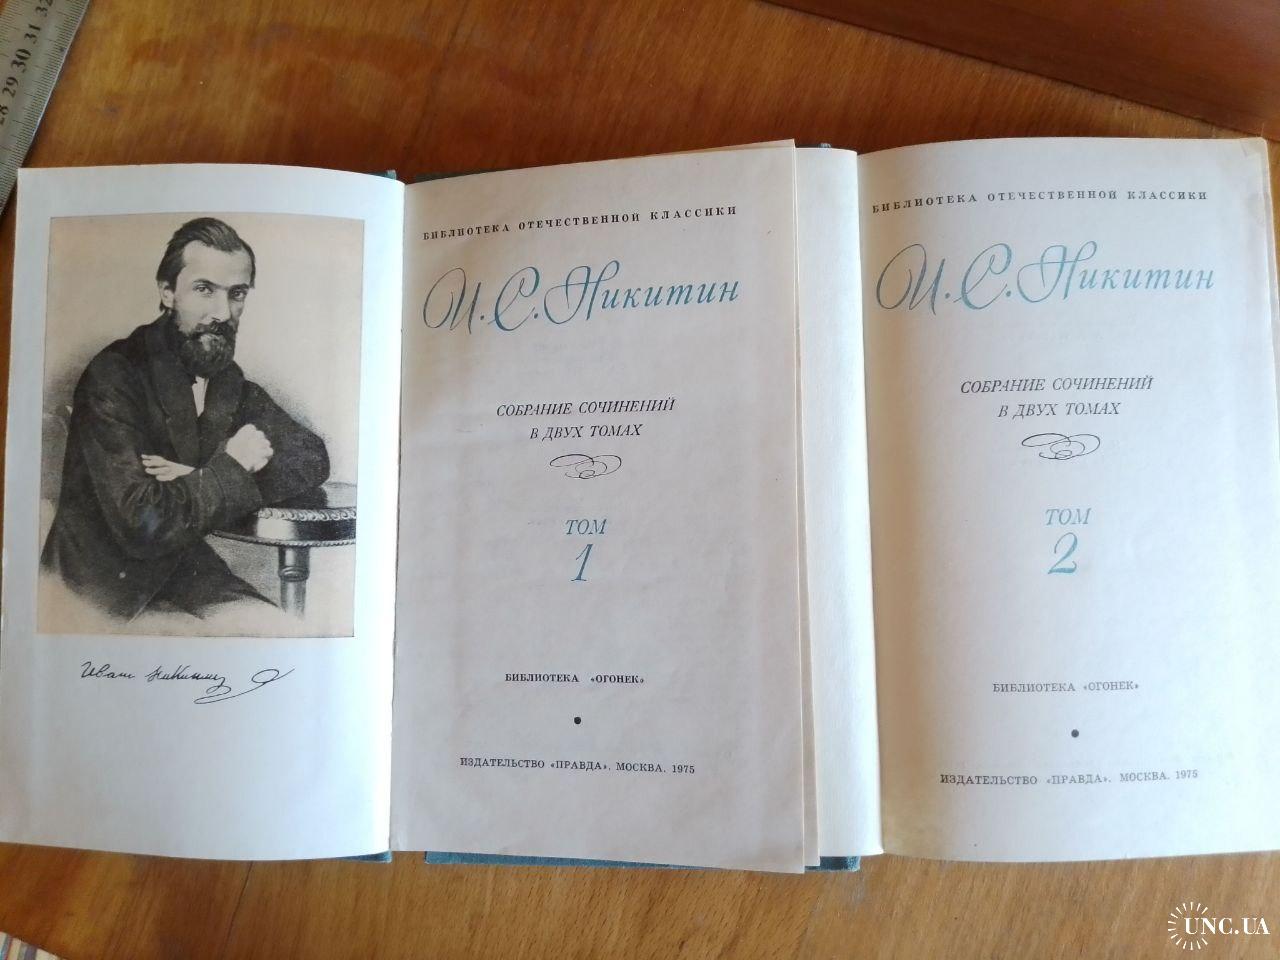 28 29 30 31 32
Иван Никитин
БИБЛИОТЕКА ОТЕЧЕСТВЕННОЙ КЛАССИКИ
И. С. Никитин
СОБРАНИЕ СОЧИНЕНИЙ
В ДВУХ ТОМАХ
ТОМ
1
БИБЛИОТЕКА «ОГОНЕК»
ИЗДАТЕЛЬСТВО «ПРАВДА». МОСКВА. 1975
БИБЛИОТЕКА ОТЕЧЕСТВЕННОЙ КЛАССИКИ
И. С. Никитин
СОБРАНИЕ СОЧИНЕНИЙ
В ДВУХ ТОМАХ
ТОМ
2
БИБЛИОТЕКА «ОГОНЕК»
ИЗДАТЕЛЬСТВО «ПРАВДА». МОСКВА. 1975
UNC.UA